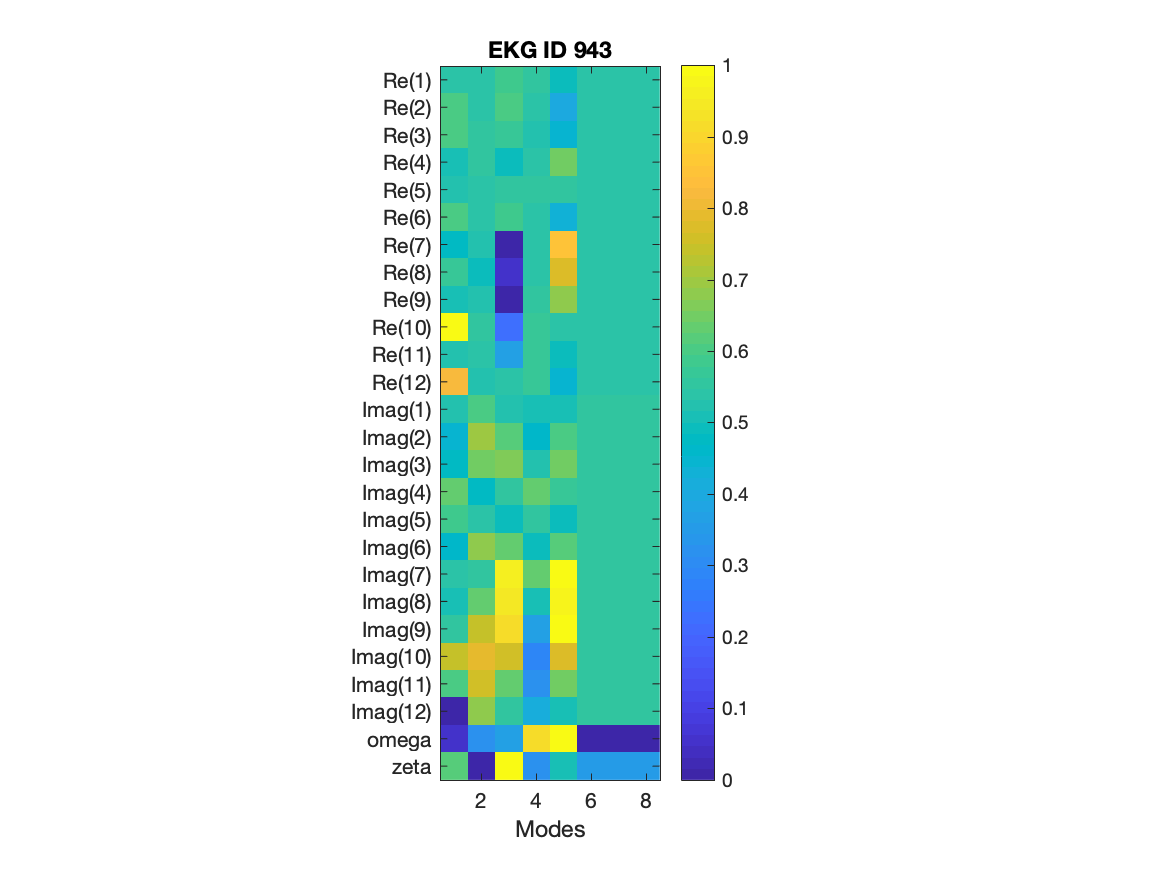 EKG ID 943
Re(1)
Re(2)
Re(3)
Re(4)
Re(5)
Re(6)
Re(7)
Re(8)
Re(9)
Re(10)
Re(11)
Re(12)
Imag(1)
Imag(2)
Imag(3)
Imag(4)
Imag(5)
Imag(6)
Imag(7)
Imag(8)
Imag(9)
Imag(10)
Imag(11)
Imag(12)
omega
zeta
2 4 6 8
Modes
1
0.9
0.8
0.7
0.6
0.5
0.4
0.3
0.2
0.1
0